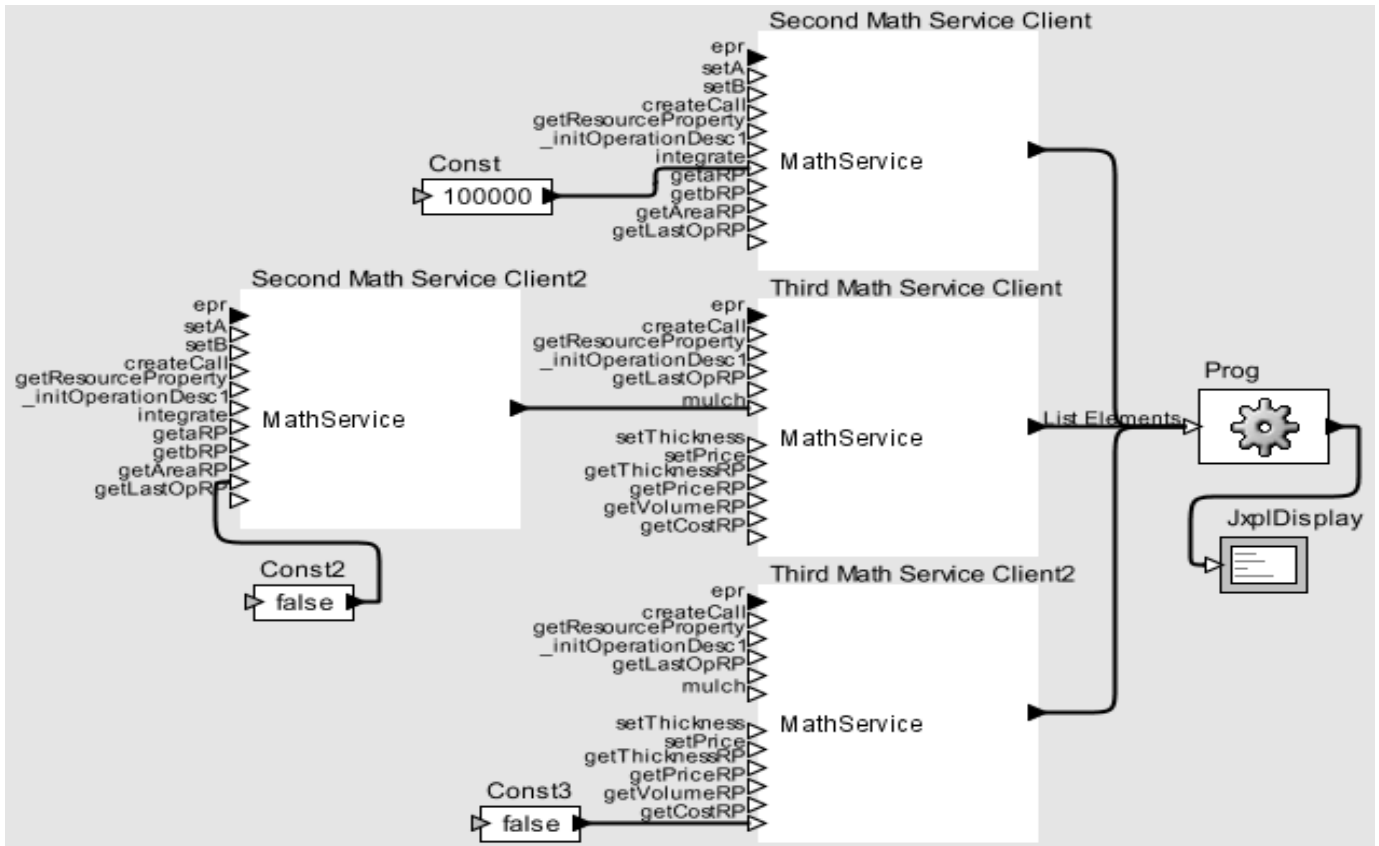 Second Math Service Client
epr
setA
setB
createCall
getResourceProperty
_initOperationDesc1
integrate
getaRP
getbRP
getAreaRP
getLastOpRP
MathService
Const
100000
Second Math Service Client2
epr
setA
setB
createCall
getResourceProperty
_initOperationDesc1
integrate
getaRP
getbRP
getAreaRP
getLastOpRP
MathService
Const2
false
Third Math Service Client
epr
createCall
getResourceProperty
_initOperationDesc1
getLastOpRP
mulch
setThickness
setPrice
getThicknessRP
getPriceRP
getVolumeRP
getCostRP
MathService
List Elements
Prog
JxplDisplay
Third Math Service Client2
epr
createCall
getResourceProperty
_initOperationDesc1
getLastOpRP
mulch
setThickness
setPrice
getThicknessRP
getPriceRP
getVolumeRP
getCostRP
MathService
Const3
false